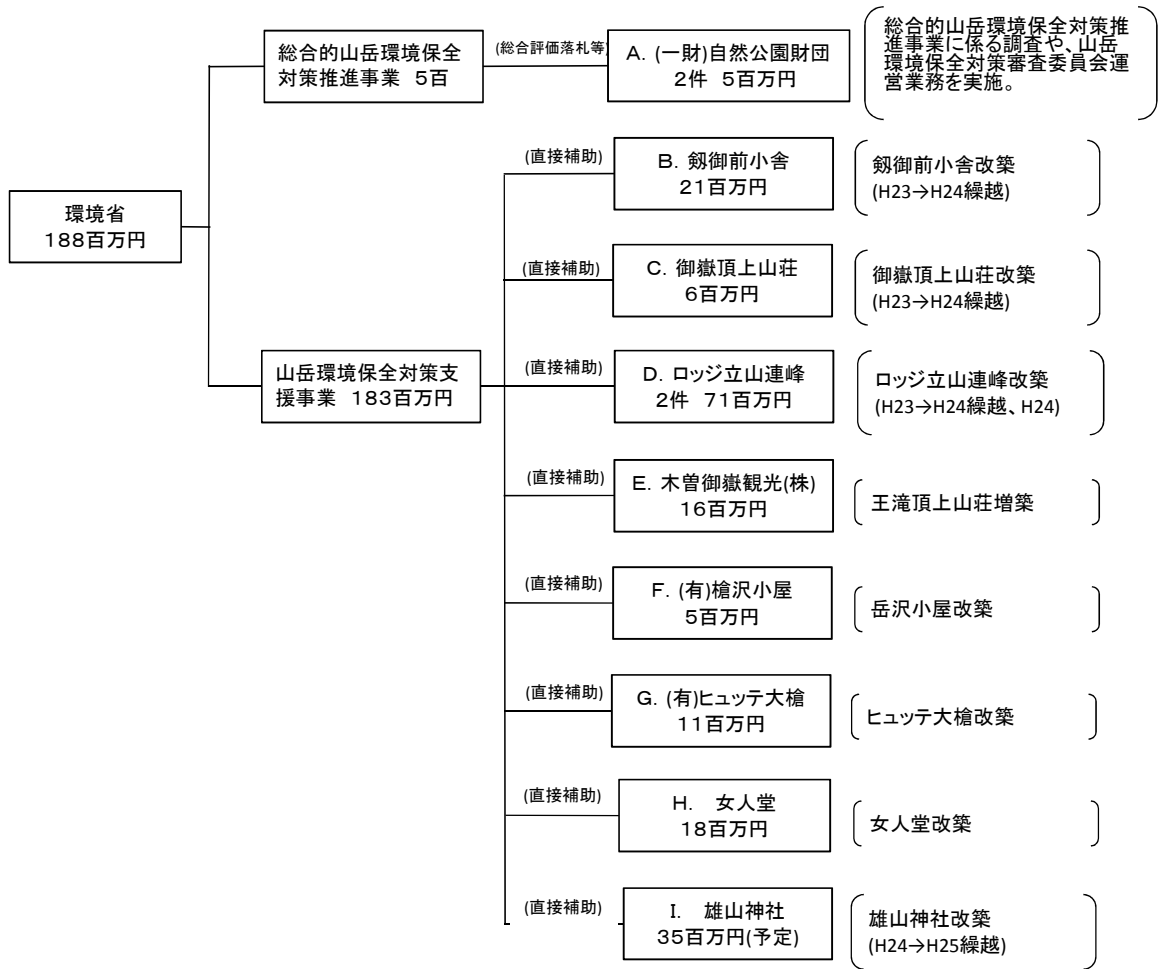 環境省
188百万円
総合的山岳環境保全
対策推進事業 5百
(総合評価落札等)
A. (一財)自然公園財団
2件 5百万円
総合的山岳環境保全対策推
進事業に係る調査や、山岳
環境保全対策審査委員会運
営業務を実施。
山岳環境保全対策支
援事業 183百万円
(直接補助)
B. 剱御前小舎
21百万円
剱御前小舎改築
(H23→H24繰越)
(直接補助)
C. 御嶽頂上山荘
6百万円
御嶽頂上山荘改築
(H23→H24繰越)
(直接補助)
D. ロッジ立山連峰
2件 71百万円
ロッジ立山連峰改築
(H23→H24繰越、H24)
(直接補助)
E. 木曽御嶽観光(株)
16百万円
王滝頂上山荘増築
(直接補助)
F. (有)槍沢小屋
5百万円
岳沢小屋改築
(直接補助)
G. (有)ヒュッテ大槍
11百万円
ヒュッテ大槍改築
(直接補助)
H. 女人堂
18百万円
女人堂改築
(直接補助)
I. 雄山神社
35百万円(予定)
雄山神社改築
(H24→H25繰越)